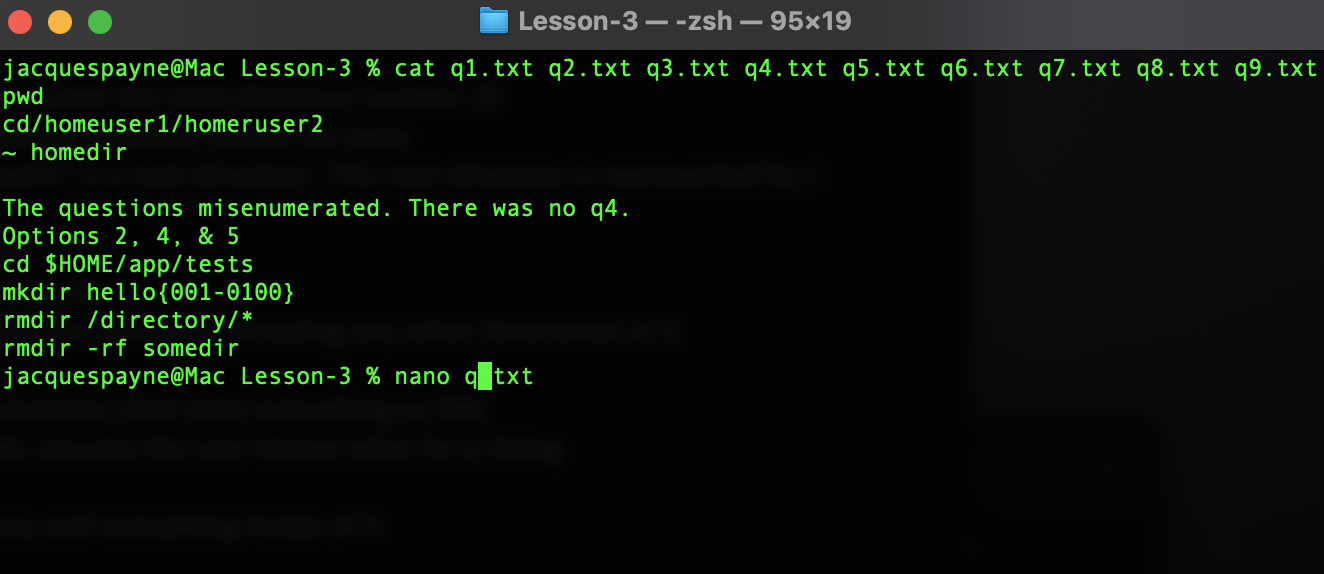 Lesson-3 — -zsh — 95×19
jacquespayne@Mac Lesson-3 % cat q1.txt q2.txt q3.txt q4.txt q5.txt q6.txt q7.txt q8.txt q9.txt
pwd
cd/homeuser1/homeruser2
~ homedir
The questions misenumerated. There was no q4.
Options 2, 4, & 5
cd $HOME/app/tests
mkdir hello{001-0100}
rmdir /directory/*
rmdir -rf somedir
jacquespayne@Mac Lesson-3 % nano q.txt